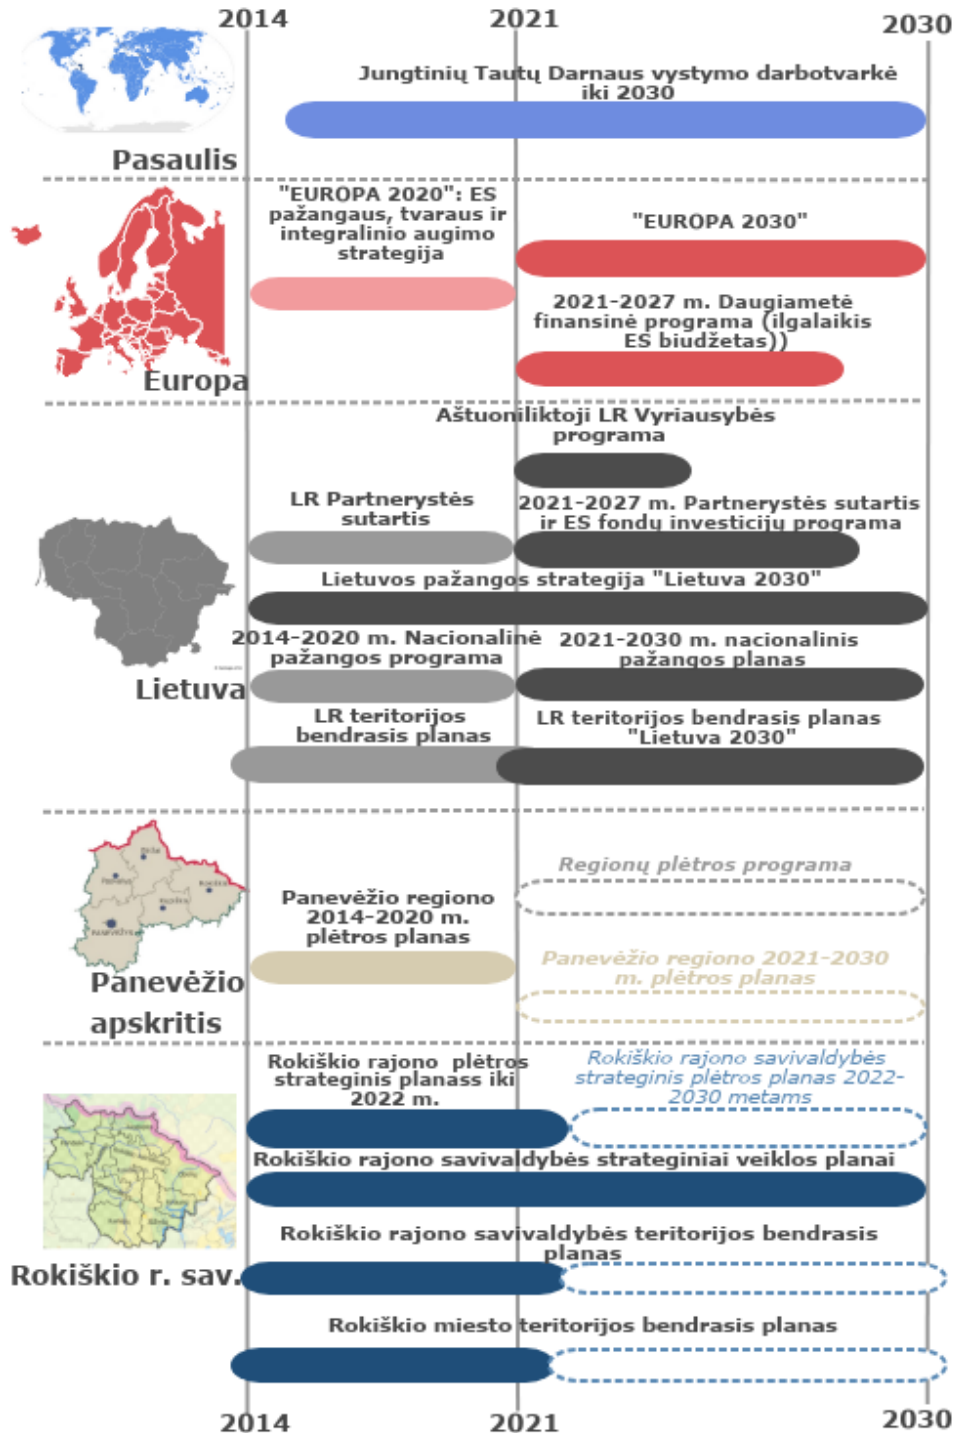 2014
2021
2030
Jungtinių Tautų Darnaus vystymo darbotvarkė
iki 2030
Pasaulis
"EUROPA 2020": ES
pažangaus, tvaraus ir
integralinio augimo
strategija
"EUROPA 2030"
2021-2027 m. Daugiametė
finansinė programa (ilgalaikis
ES biudžetas))
Europa
Aštuoniliktoji LR Vyriausybės
programa
LR Partnerystės
sutartis
2021-2027 m. Partnerystės sutartis
ir ES fondų investicijų programa
Lietuvos pažangos strategija "Lietuva 2030"
2014-2020 m. Nacionalinė
pažangos programa
2021-2030 m. nacionalinis
pažangos planas
Lietuva
LR teritorijos
bendrasis planas
LR teritorijos bendrasis planas
"Lietuva 2030"
Regionų plėtros programa
Panevėžio regiono
2014-2020 m.
plėtros planas
Panevėžio regiono 2021-2030
m. plėtros planas
Panevėžio
apskritis
Rokiškio rajono plėtros
strateginis planass iki
2022 m.
Rokiškio rajono savivaldybės
strateginis plėtros planas 2022-
2030 metams
Rokiškio rajono savivaldybės strateginiai veiklos planai
Rokiškio rajono savivaldybės teritorijos bendrasis
planas
Rokiškio r. sav.
Rokiškio miesto teritorijos bendrasis planas
2014
2021
2030